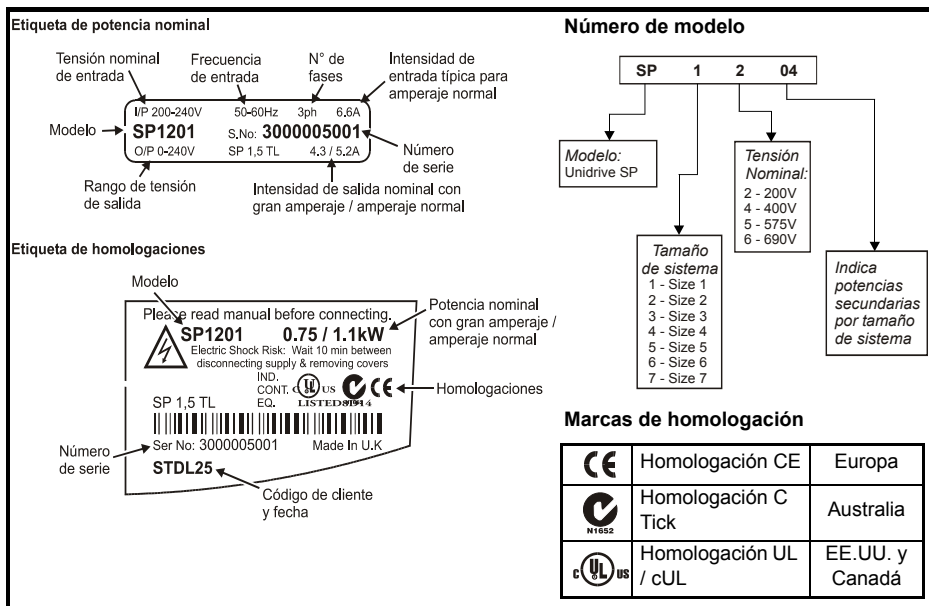 Etiqueta de potencia nominal
Tensión nominal
de entrada
Frecuencia
de entrada
N° de
fases
Intensidad de
entrada típica para
amperaje normal
I/P 200-240V 50-60Hz 3ph 6.6A
Modelo
SP1201 S.No: 3000005001
O/P 0-240V SP 1,5 TL 4.3 / 5.2A
Número
de serie
Rango de tensión
de salida
Intensidad de salida nominal con
gran amperaje / amperaje normal
Etiqueta de homologaciones
Modelo
Please read manual before connecting.
SP1201 0.75 / 1.1kW
Electric Shock Risk: Wait 10 min between
disconnecting supply & removing covers
Potencia nominal
con gran amperaje /
amperaje normal
IND.
CONT.
EQ.
C UL US
CE
LISTED
Homologaciones
SP 1,5 TL
Ser No: 3000005001 Made In U.K
STDL25
Número
de serie
Código de cliente
y fecha
Número de modelo
SP 1 2 04
Modelo:
Unidrive SP
Tensión
Nominal:
2 - 200V
4 - 400V
5 - 575V
6 - 690V
Tamaño
de sistema
1 - Size 1
2 - Size 2
3 - Size 3
4 - Size 4
5 - Size 5
6 - Size 6
7 - Size 7
Indica
potencias
secundarias
por tamaño
de sistema
Marcas de homologación
CE Homologación CE Europa
N1652
Homologación C
Tick
Australia
C UL US
Homologación UL
/ cUL
EE.UU. y
Canadá